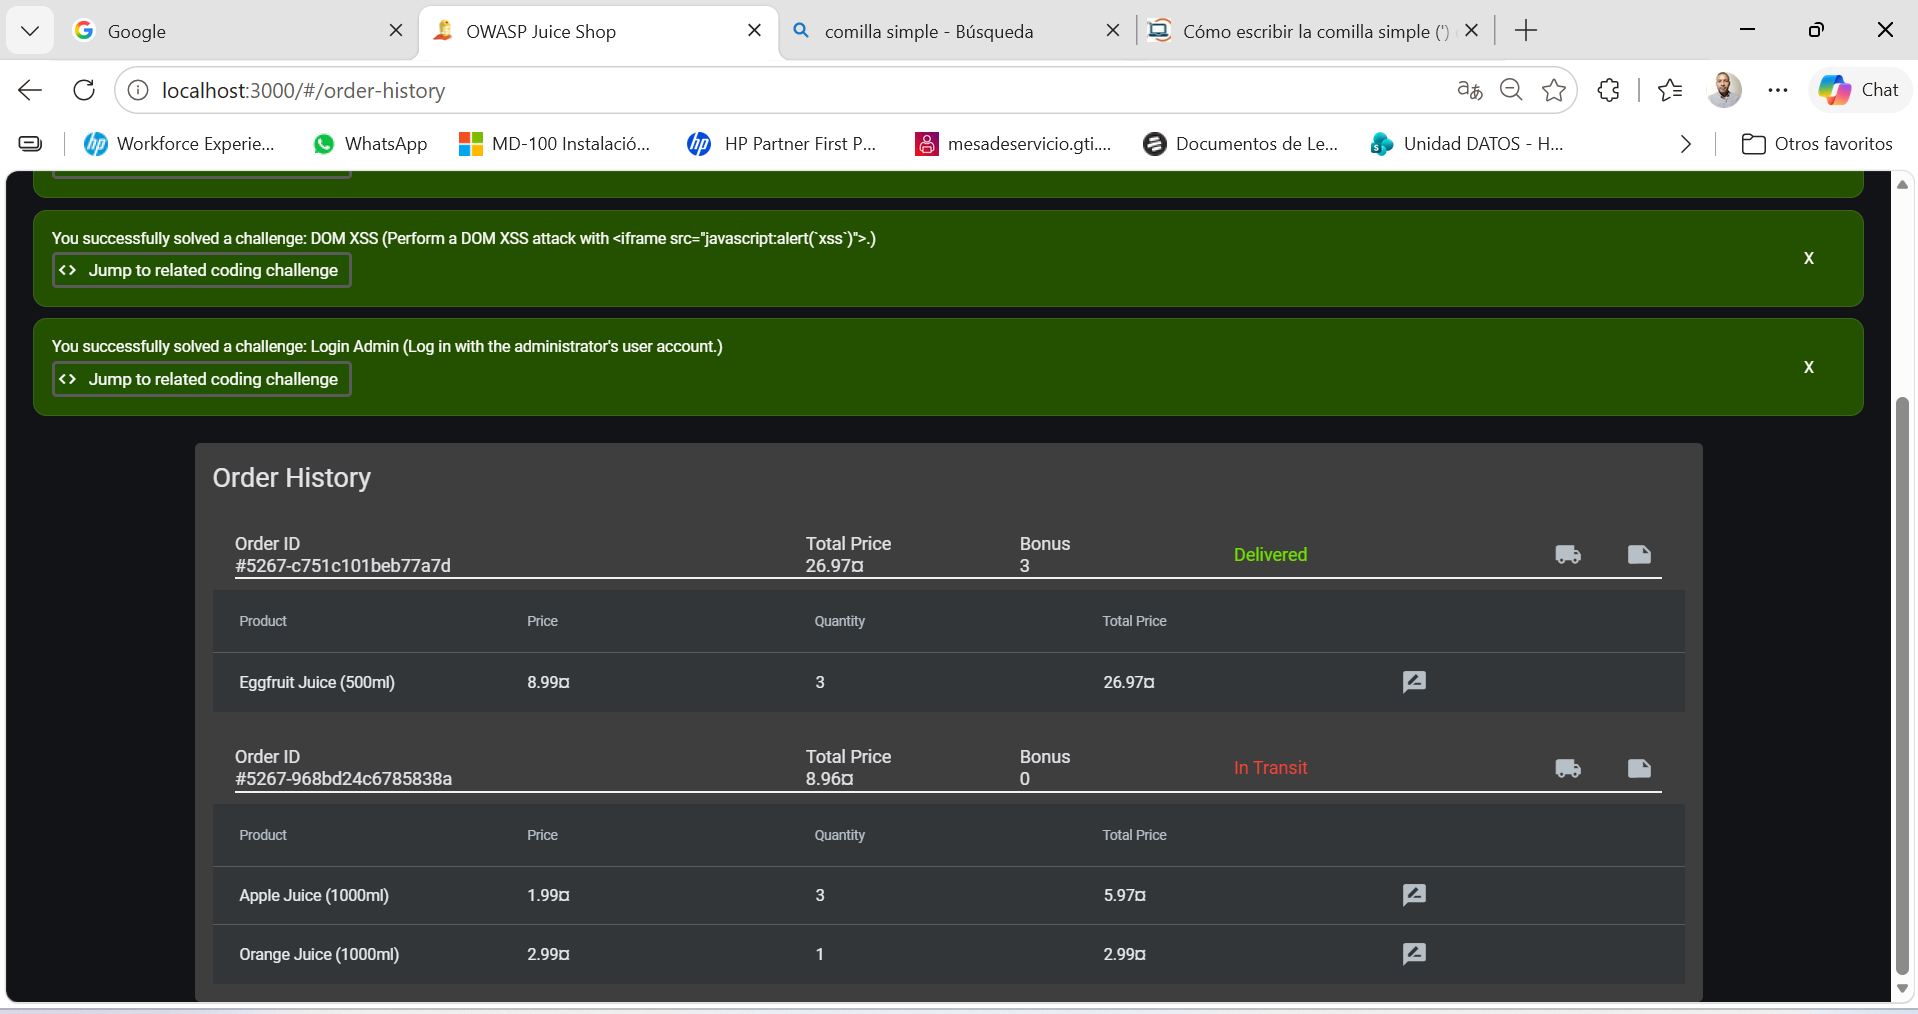 Google
OWASP Juice Shop
comilla simple - Búsqueda
Cómo escribir la comilla simple (')
localhost:3000/#/order-history
Chat
Workforce Experie...
WhatsApp
MD-100 Instalació...
HP Partner First P...
mesadeservicio.gti....
Documentos de Le...
Unidad DATOS - H...
Otros favoritos
You successfully solved a challenge: DOM XSS (Perform a DOM XSS attack with <iframe src="javascript:alert(`xss`)">.)
X
<> Jump to related coding challenge
You successfully solved a challenge: Login Admin (Log in with the administrator's user account.)
X
<> Jump to related coding challenge
Order History
Order ID Total Price Bonus
#5267-c751c101beb77a7d 26.97¤ 3 Delivered
Product Price Quantity Total Price
Eggfruit Juice (500ml) 8.99¤ 3 26.97¤
Order ID Total Price Bonus
#5267-968bd24c6785838a 8.96¤ 0 In Transit
Product Price Quantity Total Price
Apple Juice (1000ml) 1.99¤ 3 5.97¤
Orange Juice (1000ml) 2.99¤ 1 2.99¤